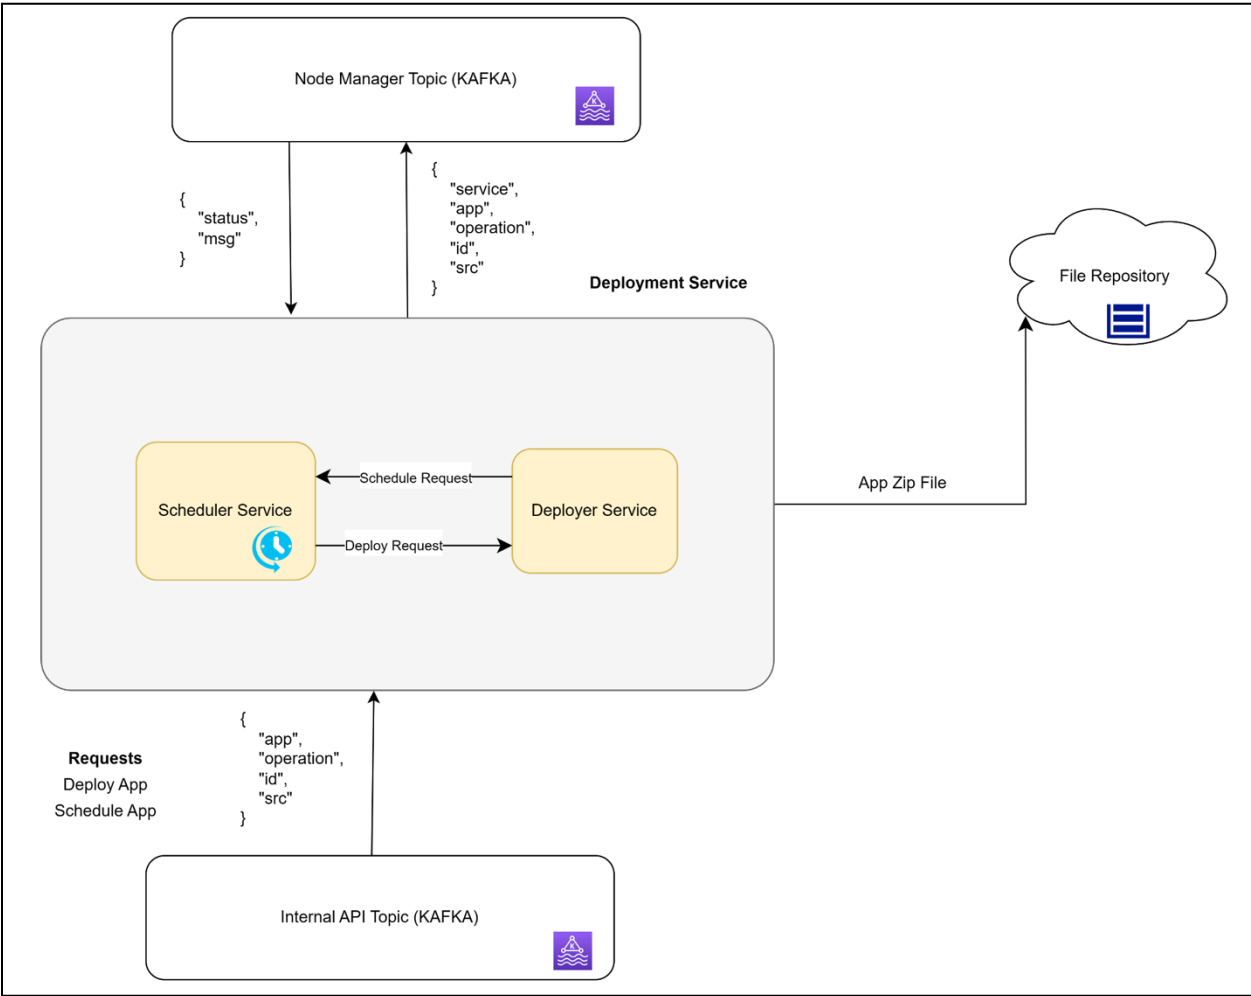 Node Manager Topic (KAFKA)
{
"status",
"msg"
}
{
"service",
"app",
"operation",
"id",
"src"
}
Deployment Service
File Repository
Scheduler Service
Schedule Request
Deploy Request
Deployer Service
App Zip File
Requests
Deploy App
Schedule App
{
"app",
"operation",
"id",
"src"
}
Internal API Topic (KAFKA)